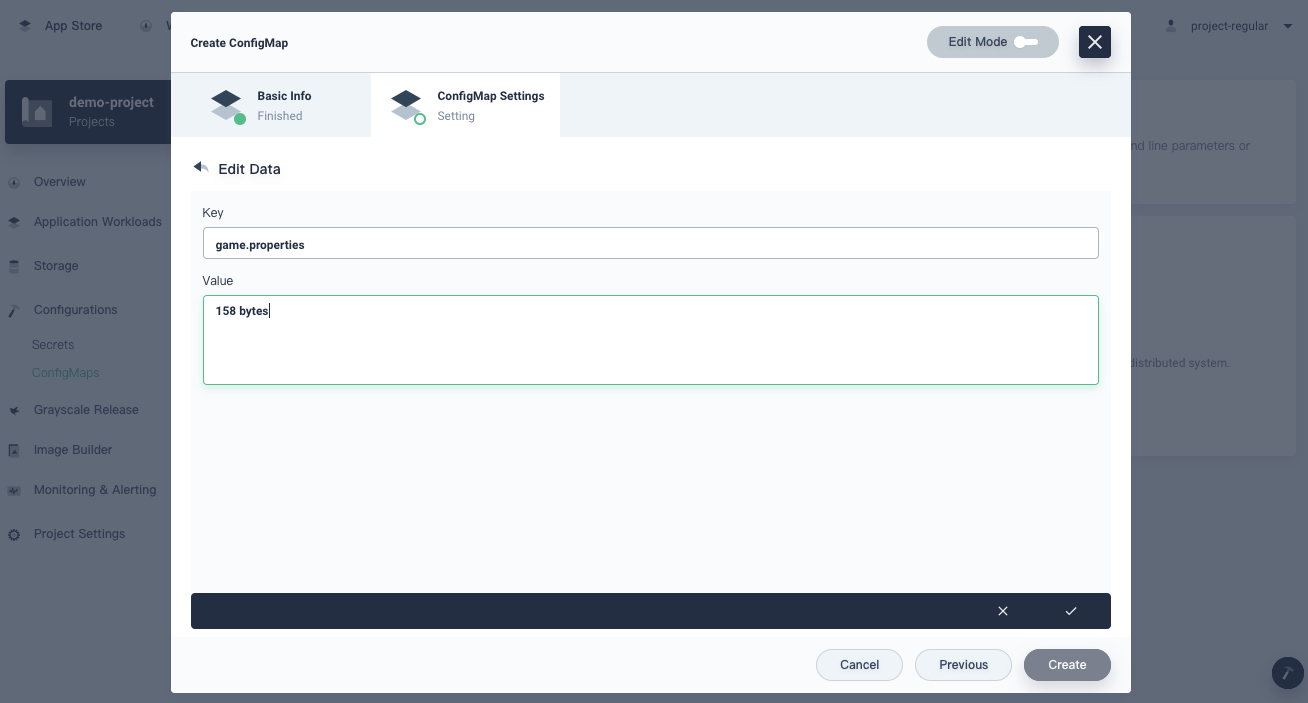 App Store
Create ConfigMap
Edit Mode
project-regular
demo-project
Projects
Basic Info
Finished
ConfigMap Settings
Setting
Overview
Application Workloads
Storage
Configurations
Secrets
ConfigMaps
Grayscale Release
Image Builder
Monitoring & Alerting
Project Settings
Edit Data
Key
game.properties
Value
158 bytes
line parameters or
distributed system.
Cancel
Previous
Create